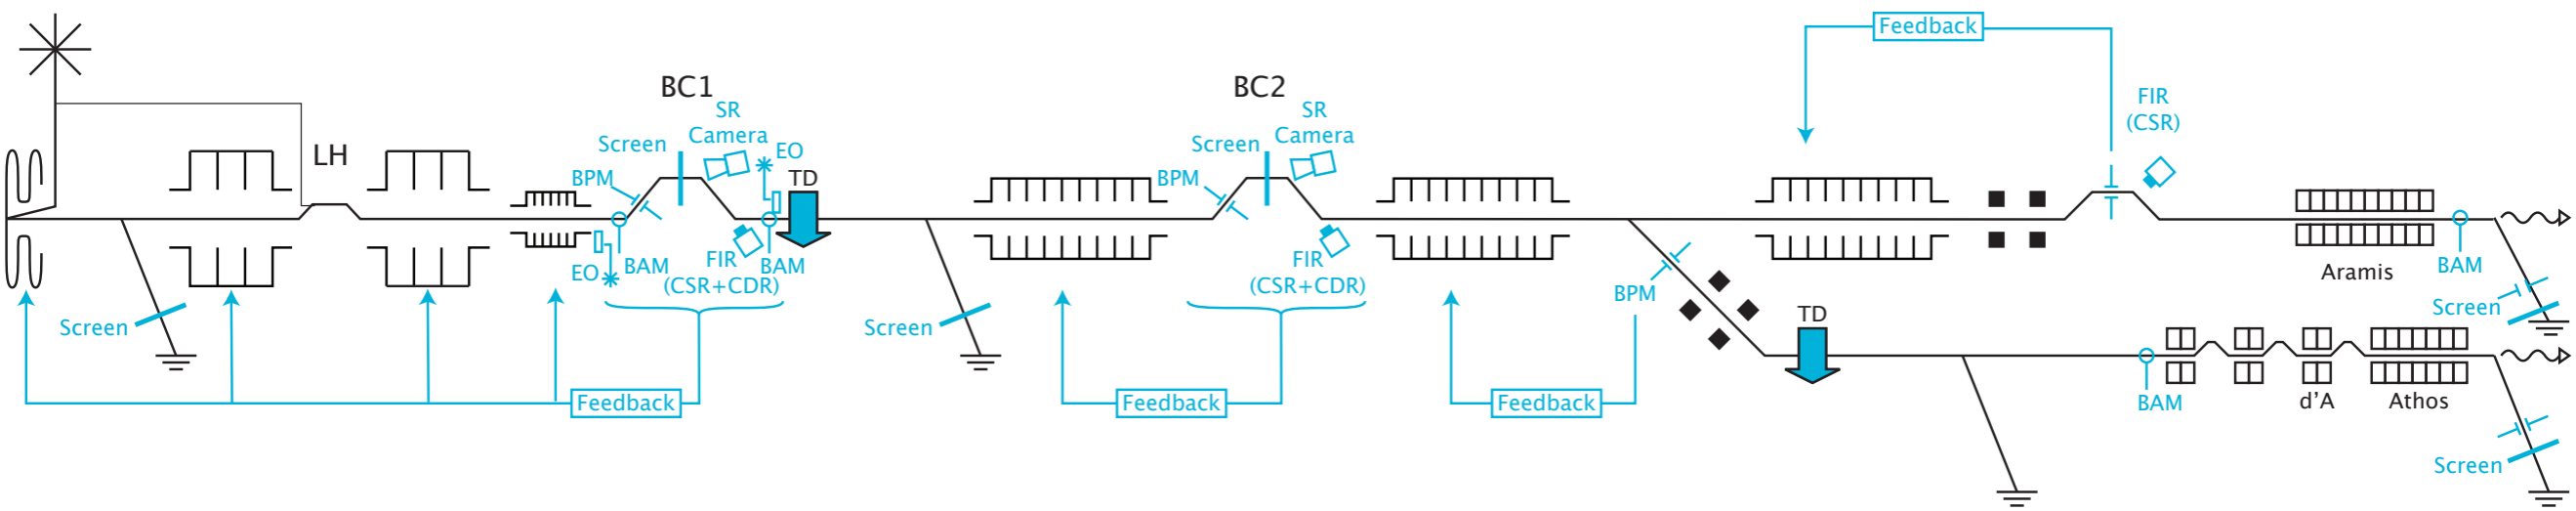 Feedback
BC1
BC2
SR
Camera
SR
Camera
FIR
(CSR)
Screen
Screen
LH
EO
BPM
TD
BPM
EO
BAM
FIR
(CSR+CDR)
BAM
FIR
(CSR+CDR)
BPM
Aramis
BAM
Screen
Screen
TD
Screen
Feedback
Feedback
Feedback
BAM
d'A
Athos
Screen